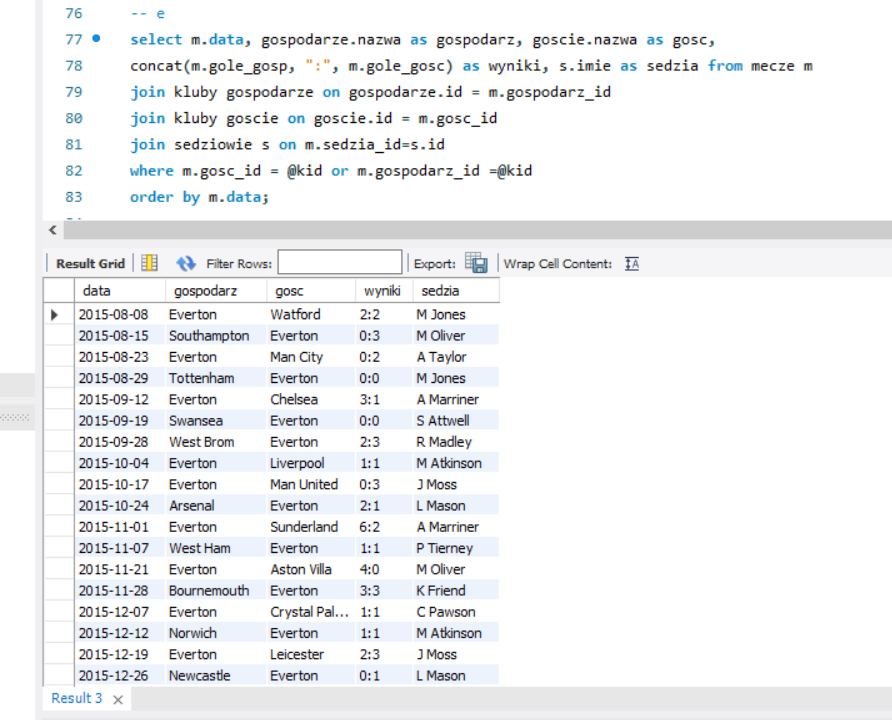 76 -- e
77 select m.data, gospodarze.nazwa as gospodarz, goscie.nazwa as gosc,
78 concat(m.gole_gosp, ":", m.gole_gosc) as wyniki, s.imie as sedzia from mecze m
79 join kluby gospodarze on gospodarze.id = m.gospodarz_id
80 join kluby goscie on goscie.id = m.gosc_id
81 join sedziowie s on m.sedzia_id=s.id
82 where m.gosc_id = @kid or m.gospodarz_id =@kid
83 order by m.data;
Result Grid Filter Rows: Export: Wrap Cell Content: IA
data gospodarz gosc wyniki sedzia
2015-08-08 Everton Watford 2:2 M Jones
2015-08-15 Southampton Everton 0:3 M Oliver
2015-08-23 Everton Man City 0:2 A Taylor
2015-08-29 Tottenham Everton 0:0 M Jones
2015-09-12 Everton Chelsea 3:1 A Marriner
2015-09-19 Swansea Everton 0:0 S Attwell
2015-09-28 West Brom Everton 2:3 R Madley
2015-10-04 Everton Liverpool 1:1 M Atkinson
2015-10-17 Everton Man United 0:3 J Moss
2015-10-24 Arsenal Everton 2:1 L Mason
2015-11-01 Everton Sunderland 6:2 A Marriner
2015-11-07 West Ham Everton 1:1 P Tierney
2015-11-21 Everton Aston Villa 4:0 M Oliver
2015-11-28 Bournemouth Everton 3:3 K Friend
2015-12-07 Everton Crystal Pal... 1:1 C Pawson
2015-12-12 Norwich Everton 1:1 M Atkinson
2015-12-19 Everton Leicester 2:3 J Moss
2015-12-26 Newcastle Everton 0:1 L Mason
Result 3